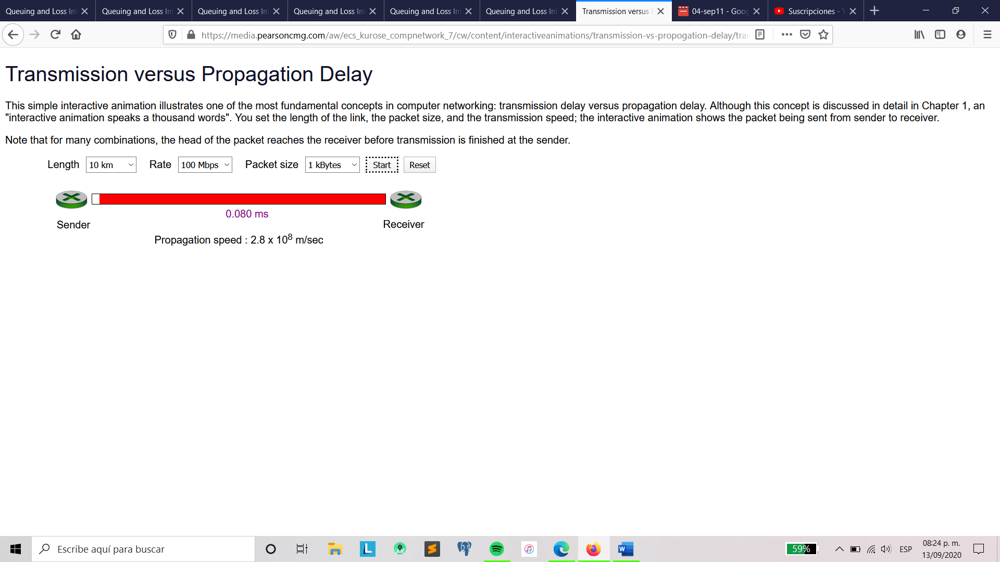 Queuing and Loss Int
Queuing and Loss Int
Queuing and Loss Int
Queuing and Loss Int
Queuing and Loss Int
Queuing and Loss Int
Transmission versus
04-sep11 - Goog
Suscripciones -
https://media.pearsoncmg.com/aw/ecs_kurose_compnetwork_7/cw/content/interactiveanimations/transmission-vs-propogation-delay/tra
Transmission versus Propagation Delay
This simple interactive animation illustrates one of the most fundamental concepts in computer networking: transmission delay versus propagation delay. Although this concept is discussed in detail in Chapter 1, an
"interactive animation speaks a thousand words". You set the length of the link, the packet size, and the transmission speed; the interactive animation shows the packet being sent from sender to receiver.
Note that for many combinations, the head of the packet reaches the receiver before transmission is finished at the sender.
Length 10 km Rate 100 Mbps Packet size 1 kBytes Start Reset
0.080 ms
Sender Receiver
Propagation speed : 2.8 x 10⁸ m/sec
Escribe aquí para buscar
59%
ESP
08:24 p. m.
13/09/2020